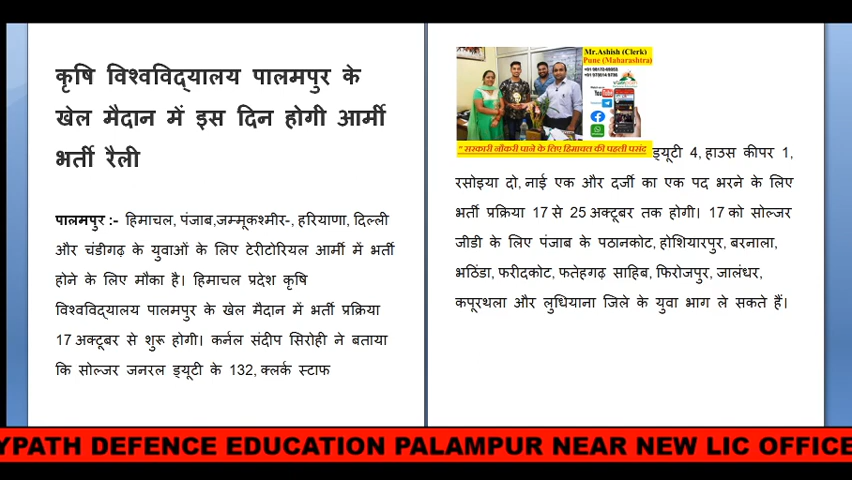 कृषि विश्वविद्यालय पालमपुर के
खेल मैदान में इस दिन होगी आर्मी
भर्ती रैली
पालमपुर :- हिमाचल, पंजाब,जम्मूकश्मीर-, हरियाणा, दिल्ली
और चंडीगढ़ के युवाओं के लिए टेरीटोरियल आर्मी में भर्ती
होने के लिए मौका है। हिमाचल प्रदेश कृषि
विश्वविद्यालय पालमपुर के खेल मैदान में भर्ती प्रक्रिया
17 अक्टूबर से शुरू होगी। कर्नल संदीप सिरोही ने बताया
कि सोल्जर जनरल ड्यूटी के 132, क्लर्क स्टाफ
Mr.Ashish (Clerk)
Pune (Maharashtra)
You
" सरकारी नौंकरी पाने के लिए हिमाचल की पहली पसंद
ड्यूटी 4, हाउस कीपर 1,
रसोइया दो, नाई एक और दर्जी का एक पद भरने के लिए
भर्ती प्रक्रिया 17 से 25 अक्टूबर तक होगी। 17 को सोल्जर
जीडी के लिए पंजाब के पठानकोट, होशियारपुर, बरनाला,
भठिंडा, फरीदकोट, फतेहगढ़ साहिब, फिरोजपुर, जालंधर,
कपूरथला और लुधियाना जिले के युवा भाग ले सकते हैं।
YPATH DEFENCE EDUCATION PALAMPUR NEAR NEW LIC OFFICE